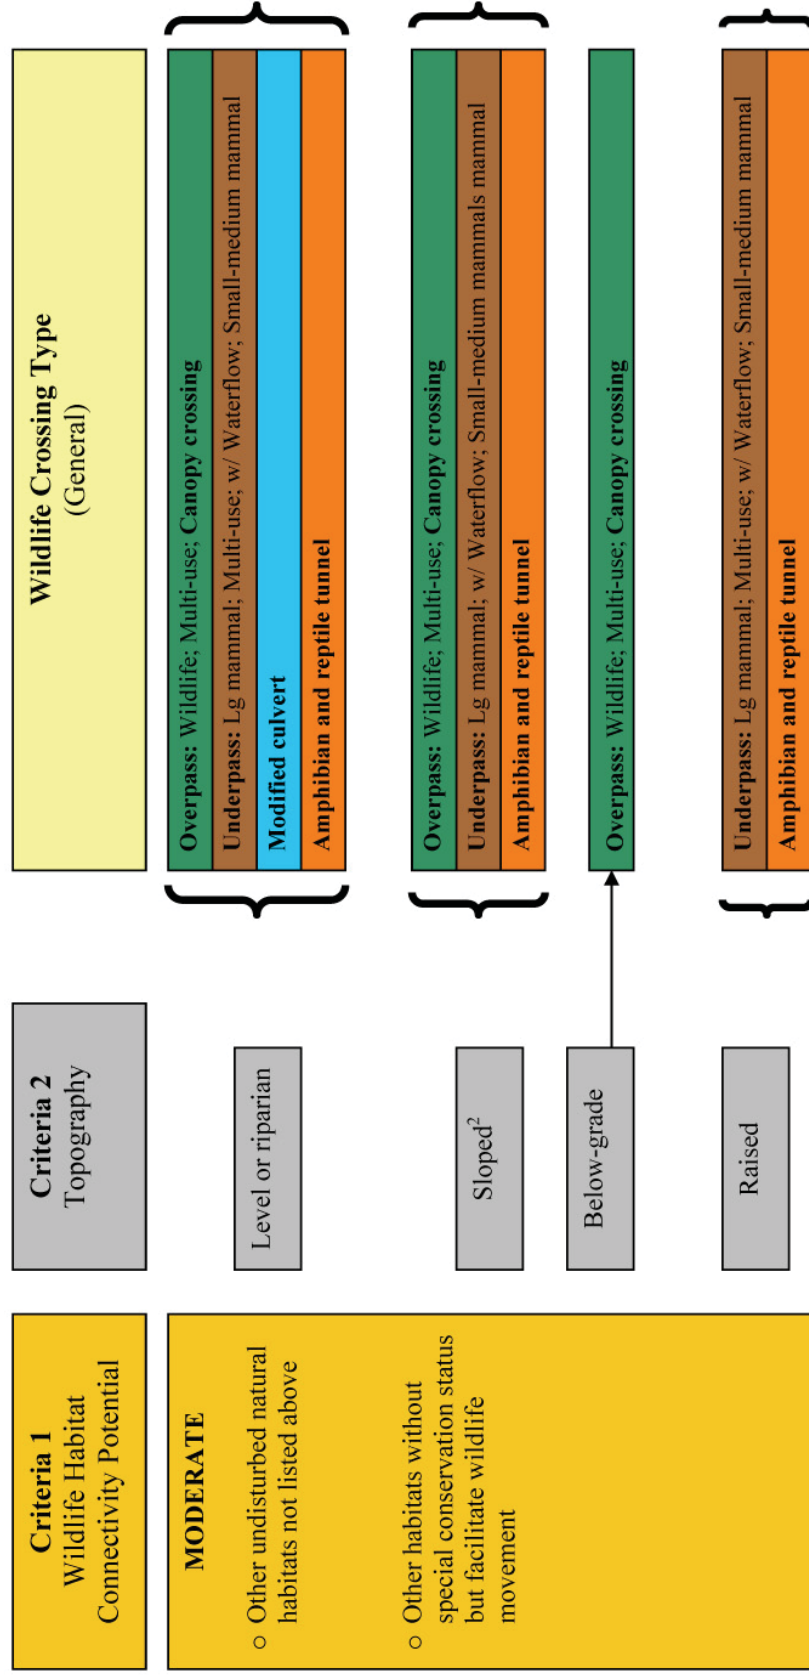 Criteria 1
Wildlife Habitat
Connectivity Potential
Criteria 2
Topography
Wildlife Crossing Type
(General)
MODERATE
○ Other undisturbed natural
habitats not listed above
○ Other habitats without
special conservation status
but facilitate wildlife
movement
Level or riparian
Overpass: Wildlife; Multi-use; Canopy crossing
Underpass: Lg mammal; Multi-use; w/ Waterflow; Small-medium mammal
Modified culvert
Amphibian and reptile tunnel
Sloped²
Overpass: Wildlife; Multi-use; Canopy crossing
Underpass: Lg mammal; w/ Waterflow; Small-medium mammals mammal
Amphibian and reptile tunnel
Below-grade
Overpass: Wildlife; Multi-use; Canopy crossing
Raised
Underpass: Lg mammal; Multi-use; w/ Waterflow; Small-medium mammal
Amphibian and reptile tunnel